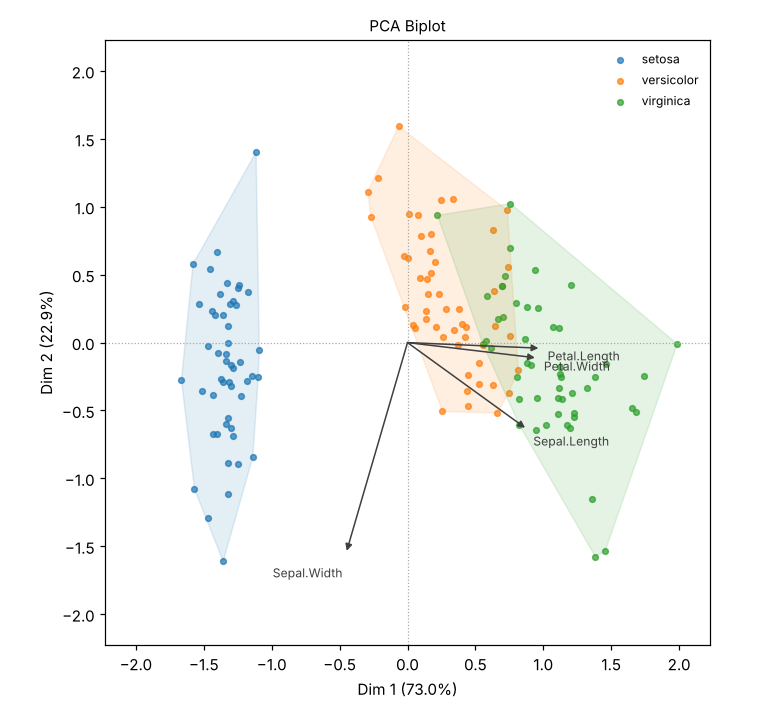 PCA Biplot
setosa
versicolor
virginica
2.0
1.5
1.0
0.5
0.0
−0.5
−1.0
−1.5
−2.0
Dim 2 (22.9%)
Petal.Length
Petal.Width
Sepal.Length
Sepal.Width
−2.0 −1.5 −1.0 −0.5 0.0 0.5 1.0 1.5 2.0
Dim 1 (73.0%)